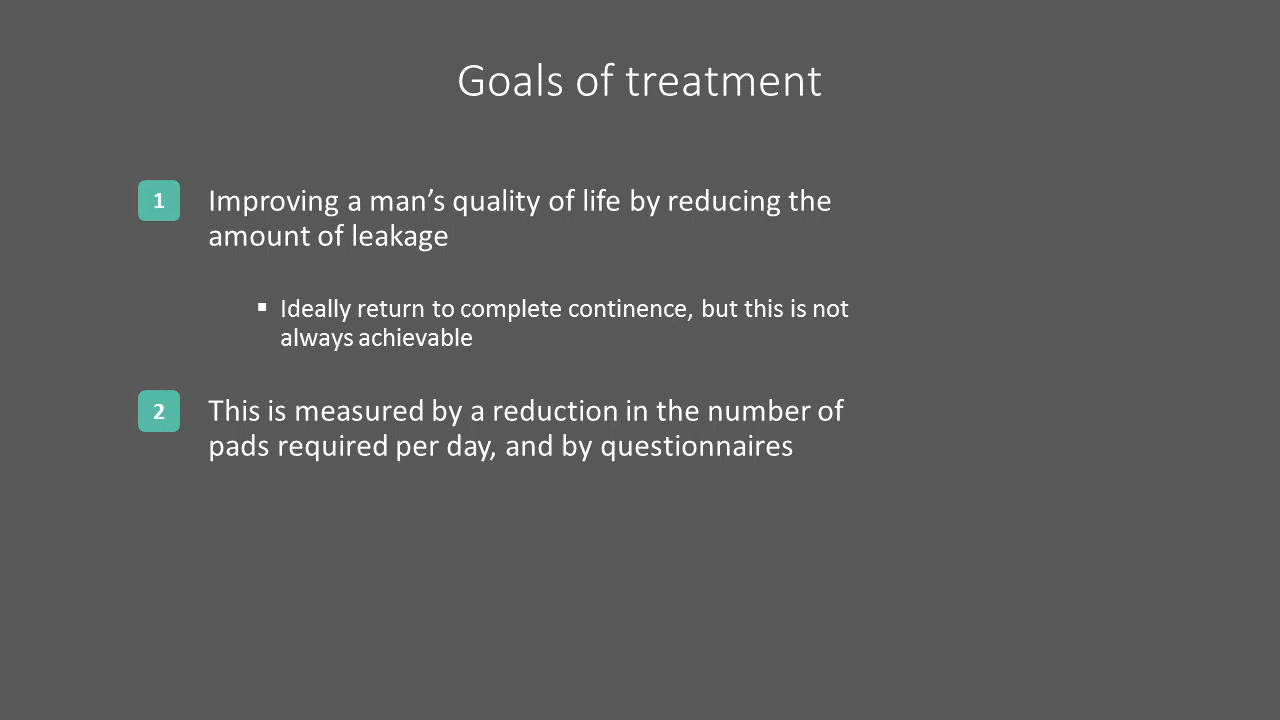 Goals of treatment
1 Improving a man’s quality of life by reducing the
amount of leakage
▪ Ideally return to complete continence, but this is not
always achievable
2 This is measured by a reduction in the number of
pads required per day, and by questionnaires